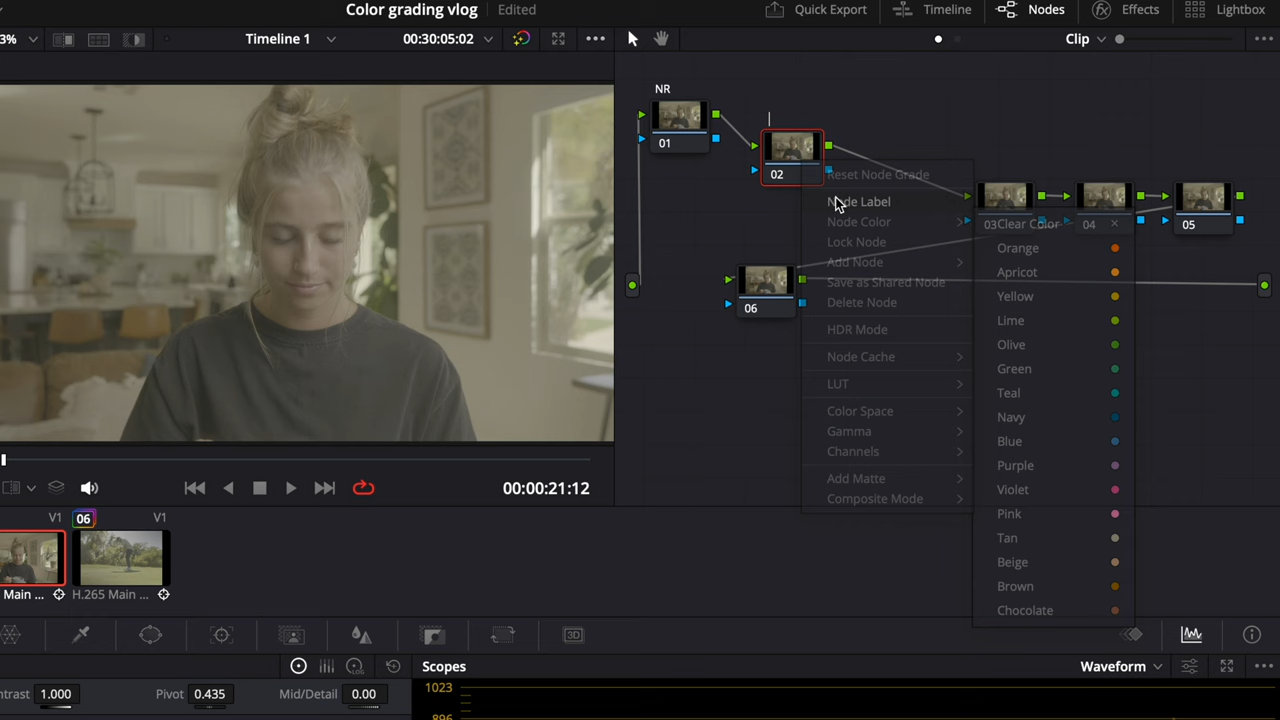 Color grading vlog
Edited
Quick Export
Timeline
Nodes
Effects
Lightbox
3%
Timeline 1
00:30:05:02
Clip
NR
01
02
03
04
05
06
Reset Node Grade
Node Label
Node Color
Lock Node
Add Node
Save as Shared Node
Delete Node
HDR Mode
Node Cache
LUT
Color Space
Gamma
Channels
Add Matte
Composite Mode
Clear Color
Orange
Apricot
Yellow
Lime
Olive
Green
Teal
Navy
Blue
Purple
Violet
Pink
Tan
Beige
Brown
Chocolate
00:00:21:12
V1
06
V1
Main ...
H.265 Main ...
3D
LOG
Scopes
Waveform
ntrast
1.000
Pivot
0.435
Mid/Detail
0.00
1023
896